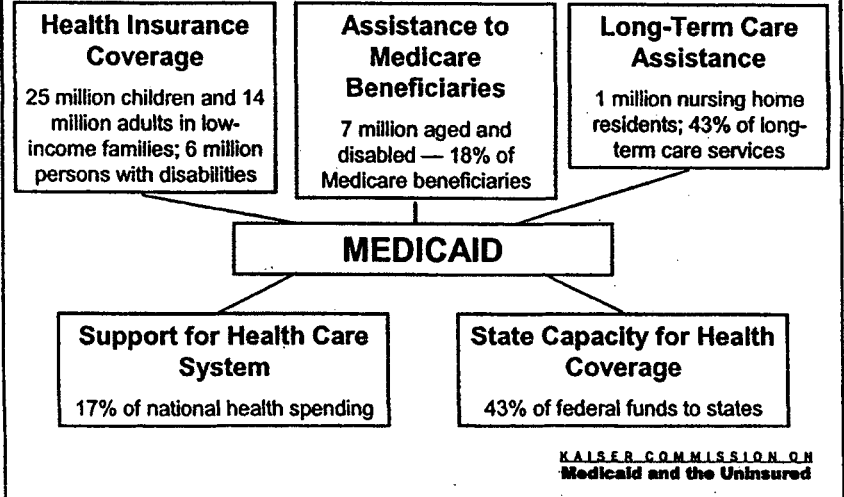 Health Insurance
Coverage
25 million children and 14
million adults in low-
income families; 6 million
persons with disabilities
Assistance to
Medicare
Beneficiaries
7 million aged and
disabled — 18% of
Medicare beneficiaries
Long-Term Care
Assistance
1 million nursing home
residents; 43% of long-
term care services
MEDICAID
Support for Health Care
System
17% of national health spending
State Capacity for Health
Coverage
43% of federal funds to states
KAISER COMMISSION ON
Medicaid and the Uninsured